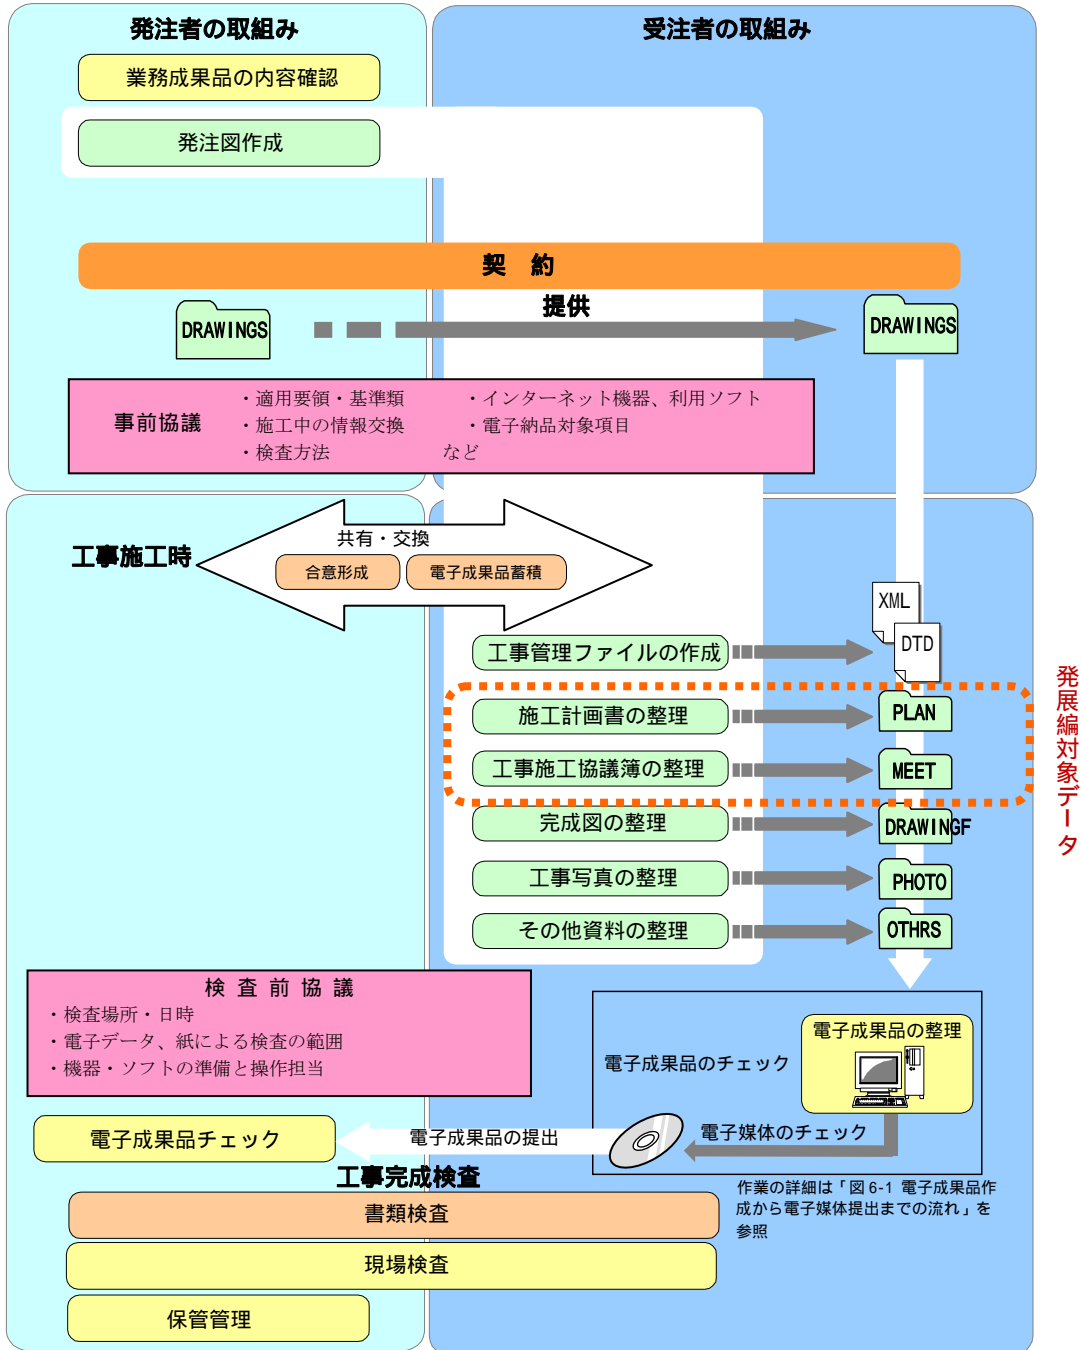 発注者の取組み
受注者の取組み
業務成果品の内容確認
発注図作成
契　約
提供
DRAWINGS
DRAWINGS
事前協議
・適用要領・基準類
・インターネット機器、利用ソフト
・施工中の情報交換
・電子納品対象項目
・検査方法
など
工事施工時
共有・交換
合意形成
電子成果品蓄積
XML
DTD
工事管理ファイルの作成
施工計画書の整理
PLAN
工事施工協議簿の整理
MEET
完成図の整理
DRAWINGF
工事写真の整理
PHOTO
その他資料の整理
OTHRS
発展編対象データ
検 査 前 協 議
・検査場所・日時
・電子データ、紙による検査の範囲
・機器・ソフトの準備と操作担当
電子成果品の整理
電子成果品のチェック
電子媒体のチェック
電子成果品の提出
電子成果品チェック
作業の詳細は「図 6-1 電子成果品作
成から電子媒体提出までの流れ」を
参照
工事完成検査
書類検査
現場検査
保管管理